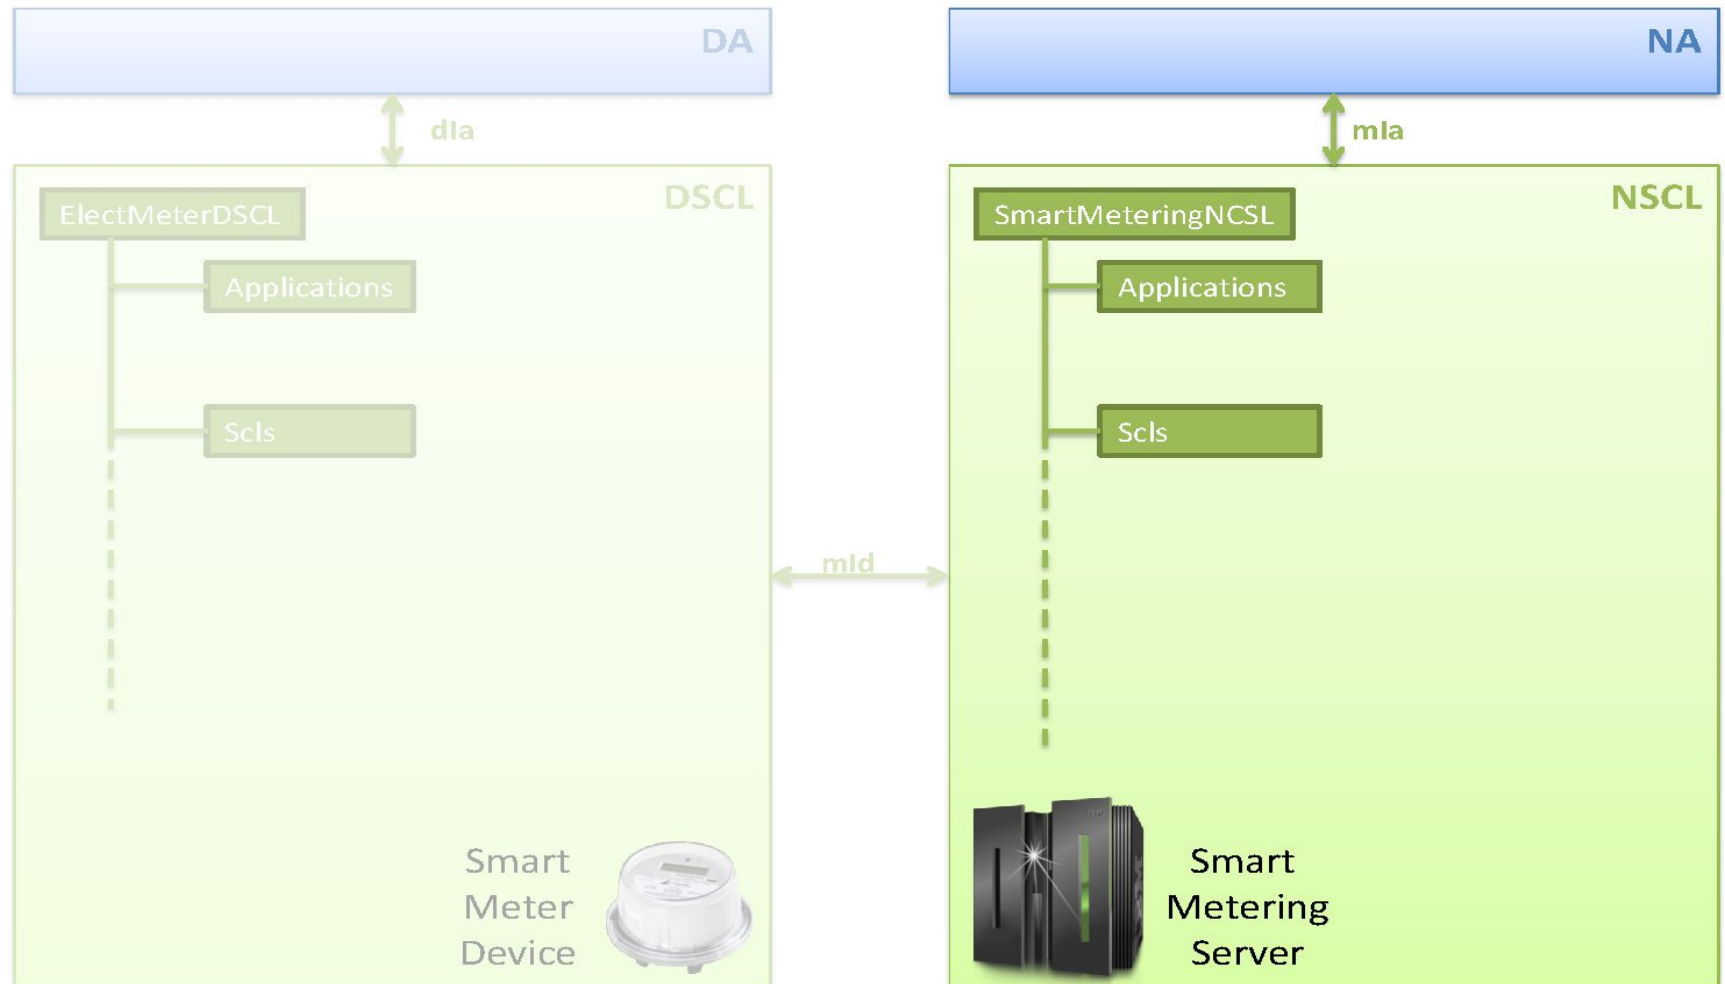 DA
NA
dIa
mIa
DSCL
NSCL
ElectMeterDSCL
SmartMeteringNCSL
Applications
Applications
Scls
Scls
mId
Smart
Meter
Device
Smart
Metering
Server